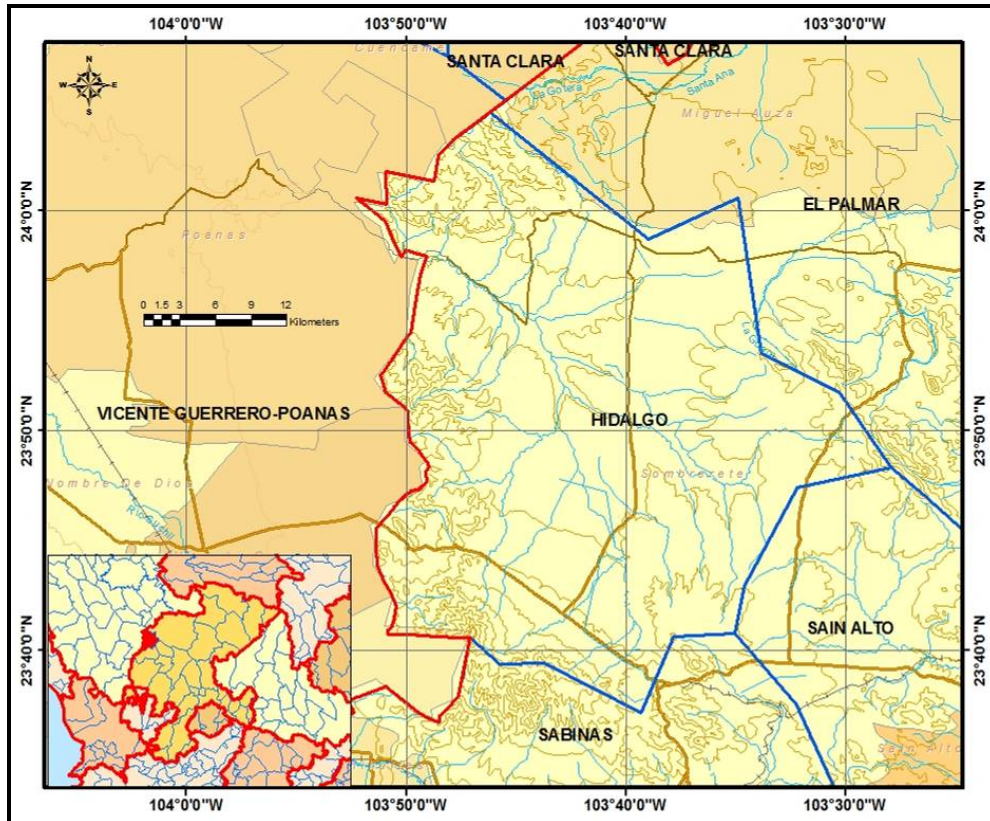 104°0'0"W 103°50'0"W 103°40'0"W 103°30'0"W
Cuencame
SANTA CLARA
SANTA CLARA
N
W E
S
La Gotera
Santa Ana
Miguel Auza
24°0'0"N
24°0'0"N
EL PALMAR
Poanas
0 1.5 3 6 9 12
Kilometers
VICENTE GUERRERO-POANAS
HIDALGO
23°50'0"N
23°50'0"N
Sombrerete
Nombre De Dios
SAIN ALTO
23°40'0"N
23°40'0"N
SABINAS
Sain Alto
104°0'0"W 103°50'0"W 103°40'0"W 103°30'0"W